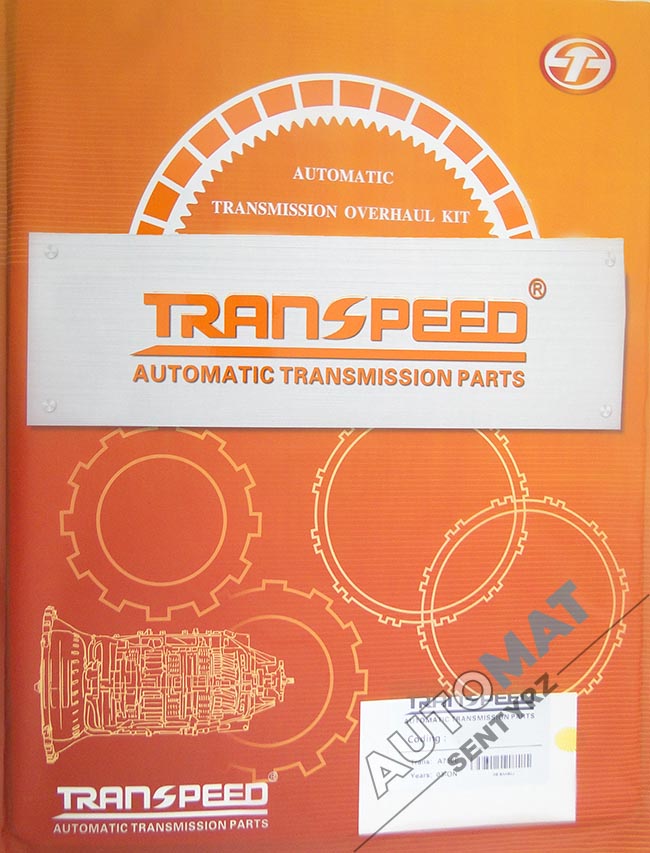 AUTOMATIC
TRANSMISSION OVERHAUL KIT
TRANSPEED®
AUTOMATIC TRANSMISSION PARTS
TRANSPEED
AUTOMATIC TRANSMISSION PARTS
Coding :
Trans:
Years: ON
TRANSPEED®
AUTOMATIC TRANSMISSION PARTS
AUTOMAT
SENTYRZ